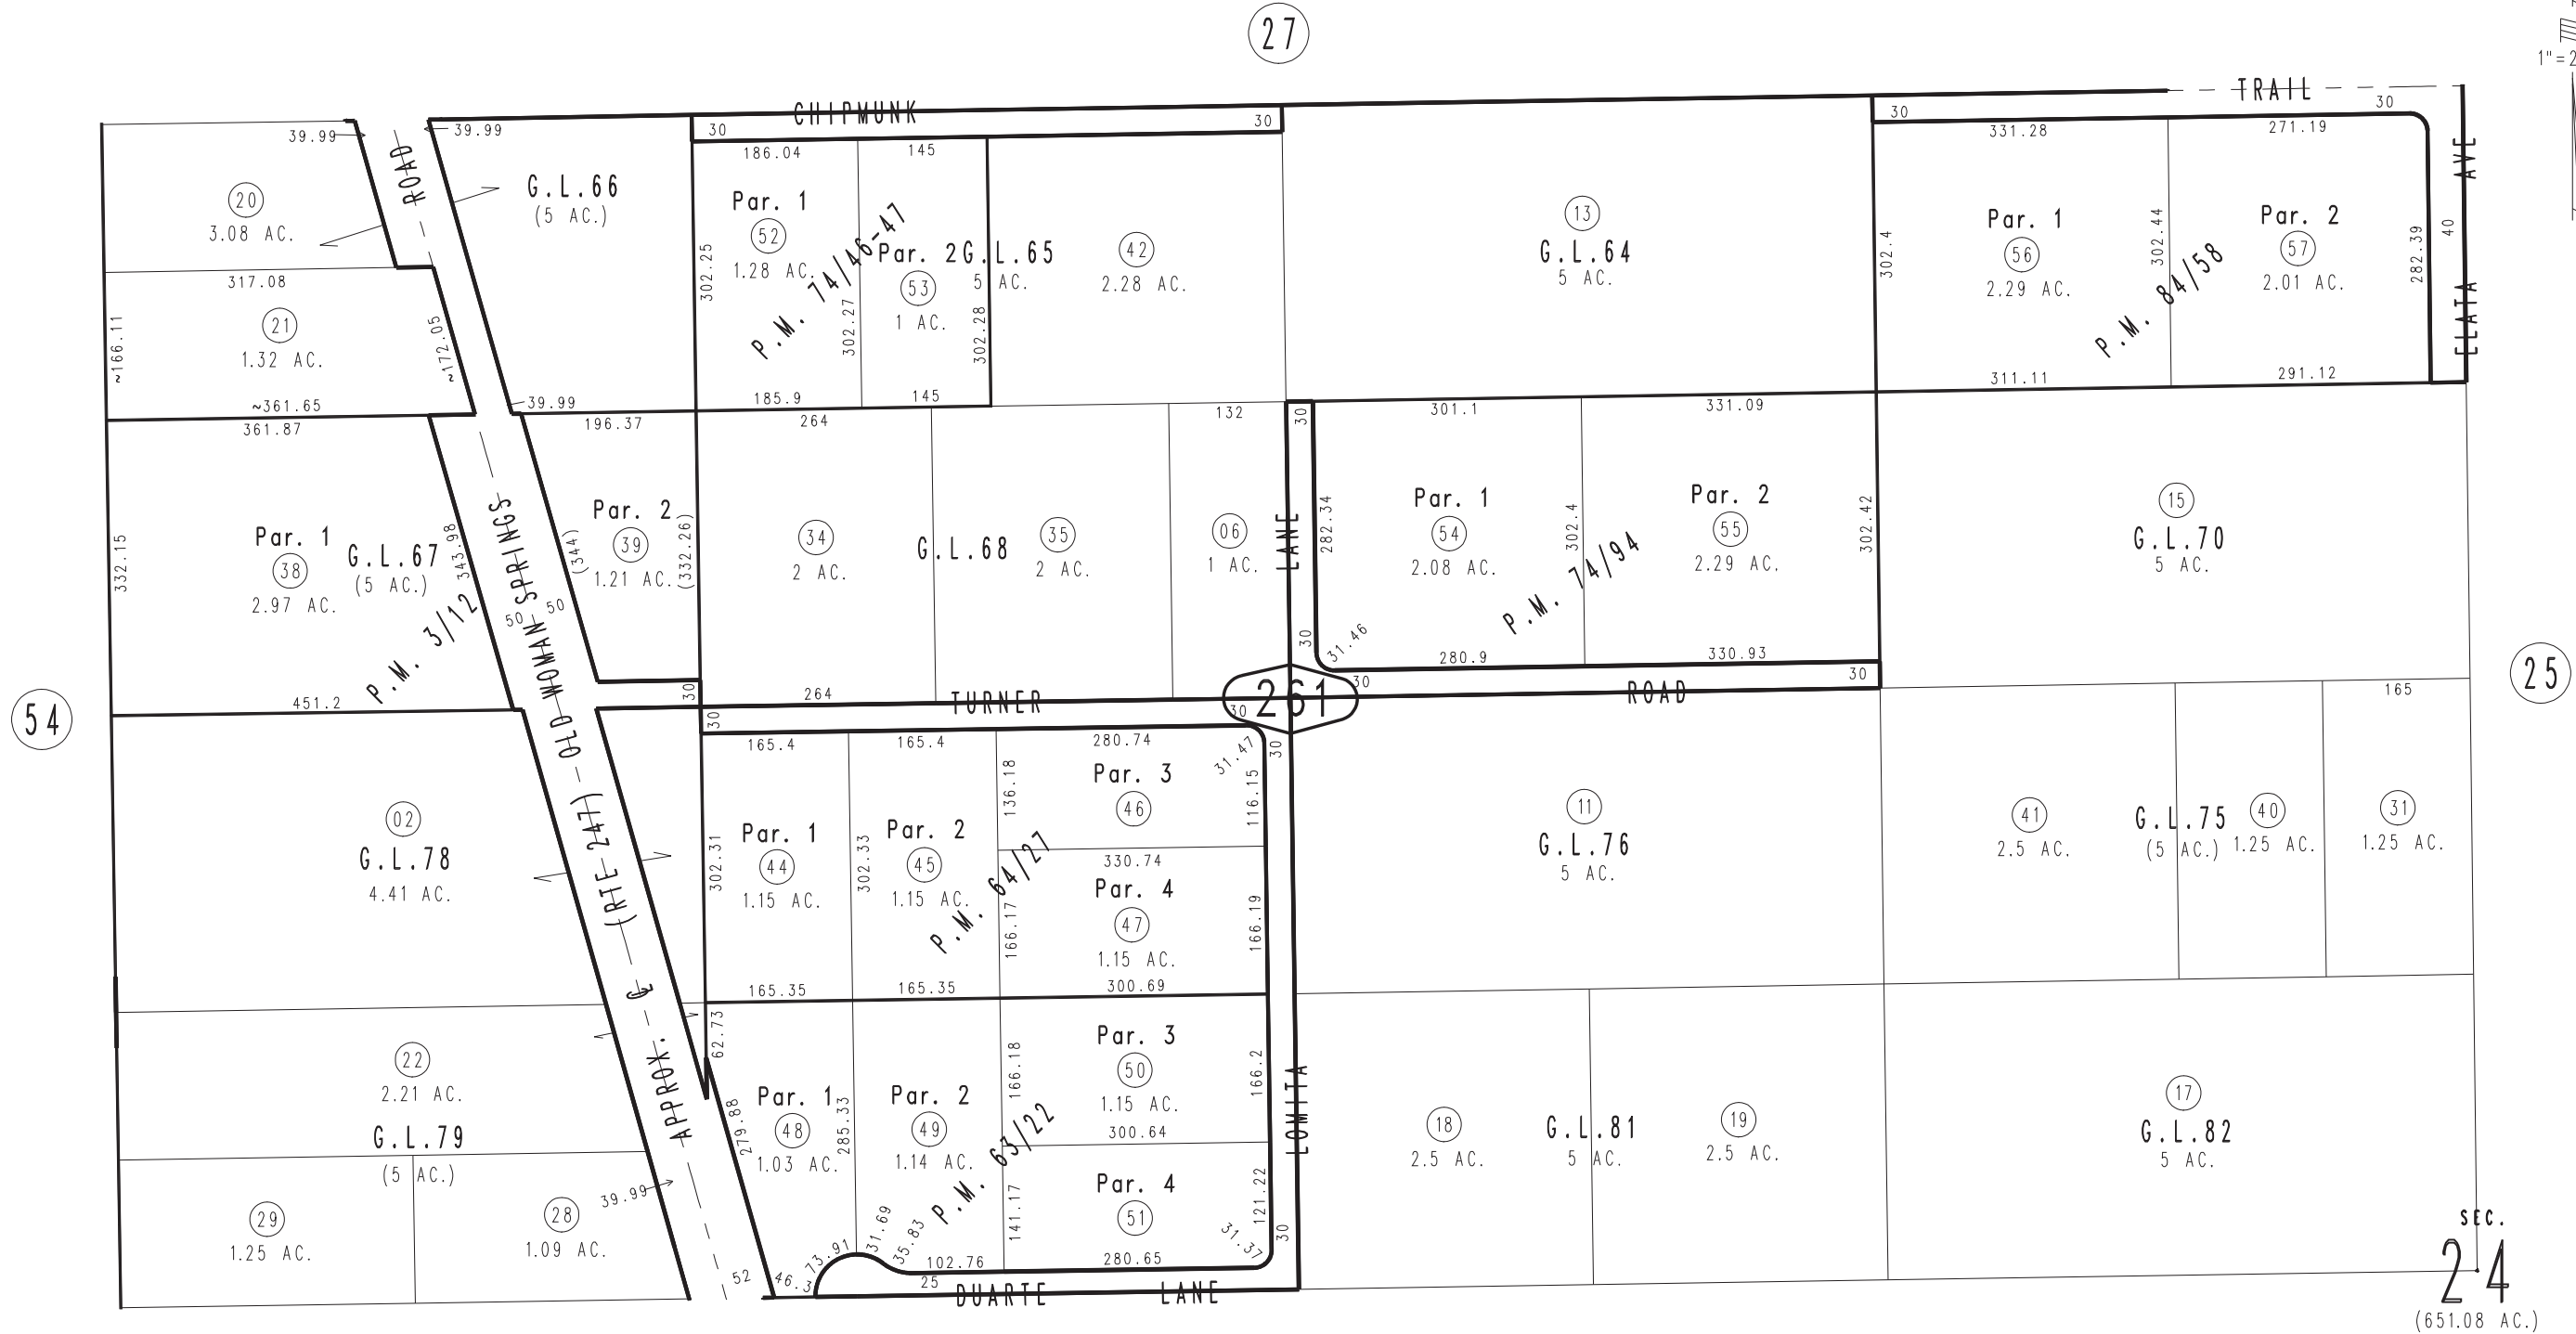 27
1" = 2
CHIPMUNK
TRAIL
30
30
30
30
39.99
39.99
186.04
145
331.28
271.19
ROAD
AVE
20
3.08 AC.
G.L.66
(5 AC.)
Par. 1
52
1.28 AC.
P.M. 74/46-47
Par. 2
53
1 AC.
G.L.65
5 AC.
42
2.28 AC.
13
G.L.64
5 AC.
Par. 1
56
2.29 AC.
P.M. 84/58
Par. 2
57
2.01 AC.
302.25
302.27
302.28
302.4
302.44
282.39
40
ELATA
317.08
21
1.32 AC.
~166.11
~172.05
~361.65
39.99
185.9
145
311.11
291.12
361.87
196.37
264
132
30
301.1
331.09
332.15
Par. 1
38
2.97 AC.
G.L.67
(5 AC.)
343.98
P.M. 3/12
(344)
Par. 2
39
1.21 AC.
(332.26)
34
2 AC.
G.L.68
35
2 AC.
06
1 AC.
LANE
282.34
Par. 1
54
2.08 AC.
302.4
P.M. 74/94
Par. 2
55
2.29 AC.
302.42
15
G.L.70
5 AC.
50
50
30
31.46
280.9
330.93
451.2
30
264
TURNER
30
261
30
30
ROAD
165
54
25
30
165.4
165.4
280.74
31.47
30
APPROX. ℄ (RTE 247) - OLD WOMAN SPRINGS
02
G.L.78
4.41 AC.
302.31
Par. 1
44
1.15 AC.
302.33
Par. 2
45
1.15 AC.
P.M. 64/27
136.18
Par. 3
46
116.15
330.74
166.17
Par. 4
47
1.15 AC.
166.19
11
G.L.76
5 AC.
41
2.5 AC.
G.L.75
(5 AC.)
40
1.25 AC.
31
1.25 AC.
165.35
165.35
300.69
62.73
22
2.21 AC.
G.L.79
(5 AC.)
279.88
Par. 1
48
1.03 AC.
285.33
Par. 2
49
1.14 AC.
P.M. 63/22
166.18
Par. 3
50
1.15 AC.
166.2
300.64
141.17
Par. 4
51
121.22
31.37
LOMITA
30
18
2.5 AC.
G.L.81
5 AC.
19
2.5 AC.
17
G.L.82
5 AC.
29
1.25 AC.
28
1.09 AC.
39.99
52
46.3
73.91
31.69
35.83
102.76
25
280.65
DUARTE LANE
SEC.
24
(651.08 AC.)